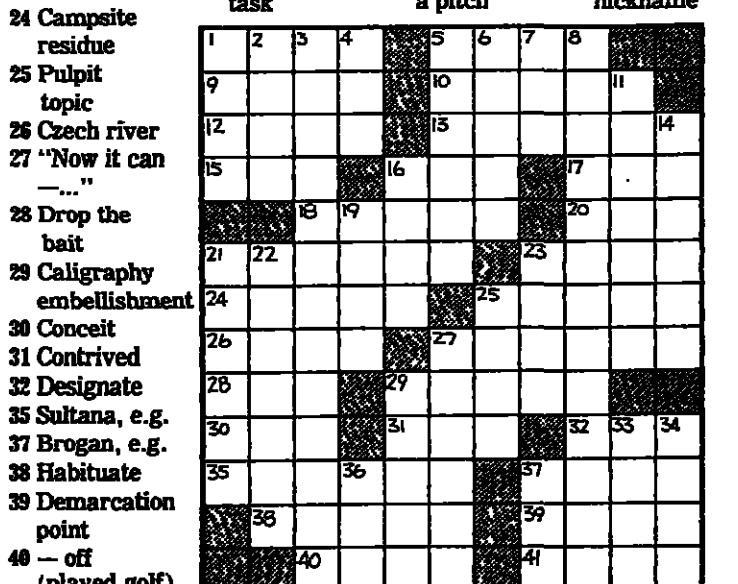 task
a pitch
nickname
24 Campsite
residue
25 Pulpit
topic
26 Czech river
27 "Now it can
—..."
28 Drop the
bait
29 Caligraphy
embellishment
30 Conceit
31 Contrived
32 Designate
35 Sultana, e.g.
37 Brogan, e.g.
38 Habituate
39 Demarcation
point
40 — off
(played golf)
1 2 3 4 5 6 7 8
9 10 11
12 13 14
15 16 17
18 19 20
21 22 23
24 25
26 27
28 29
30 31 32 33 34
35 36 37
38 39
40 41